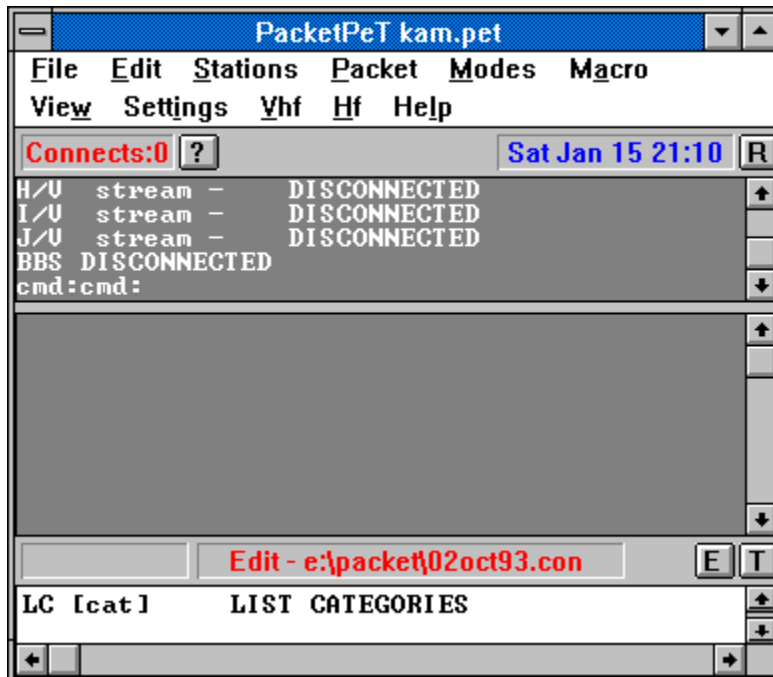 PacketPeT kam.pet
File Edit Stations Packet Modes Macro
View Settings Vhf Hf Help
Connects:0 ? Sat Jan 15 21:10 R
H/V stream - DISCONNECTED
I/V stream - DISCONNECTED
J/V stream - DISCONNECTED
BBS DISCONNECTED
cmd:cmd:
Edit - e:\packet\02oct93.con E T
LC [cat] LIST CATEGORIES